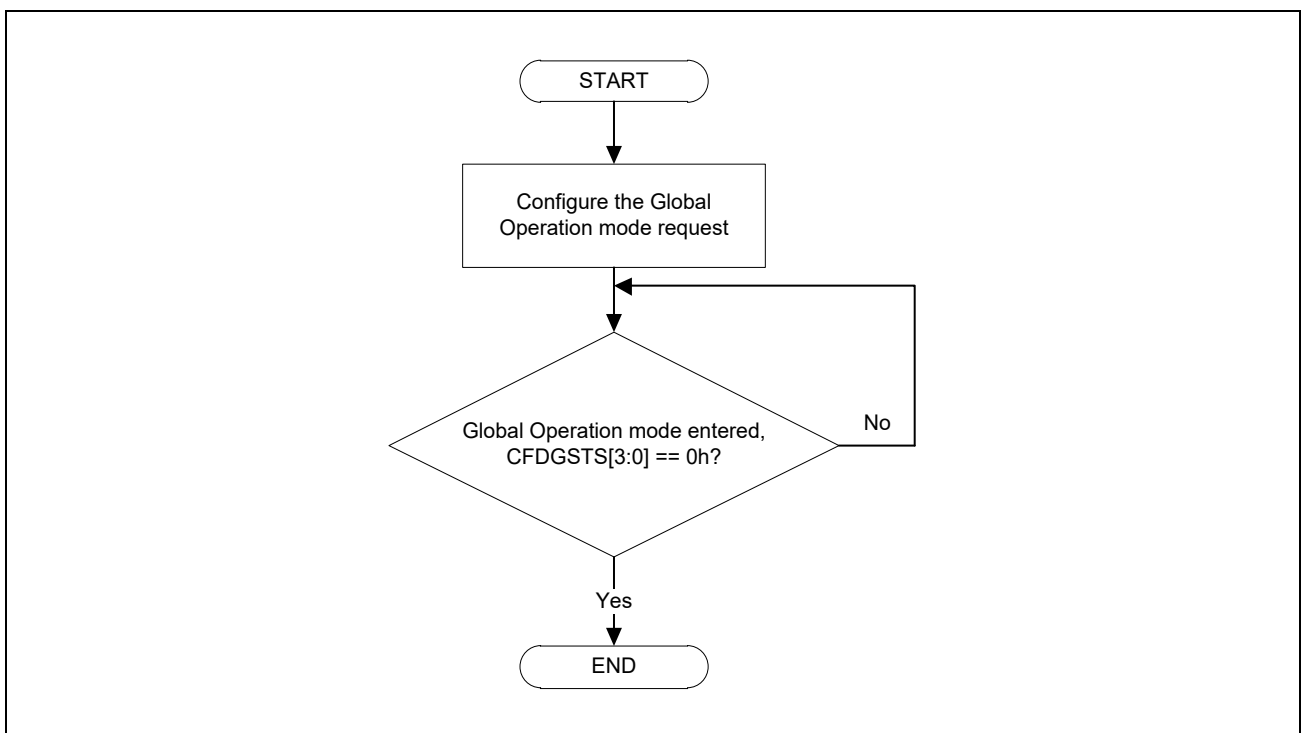 START
Configure the Global
Operation mode request
Global Operation mode entered,
CFDGSTS[3:0] == 0h?
No
Yes
END